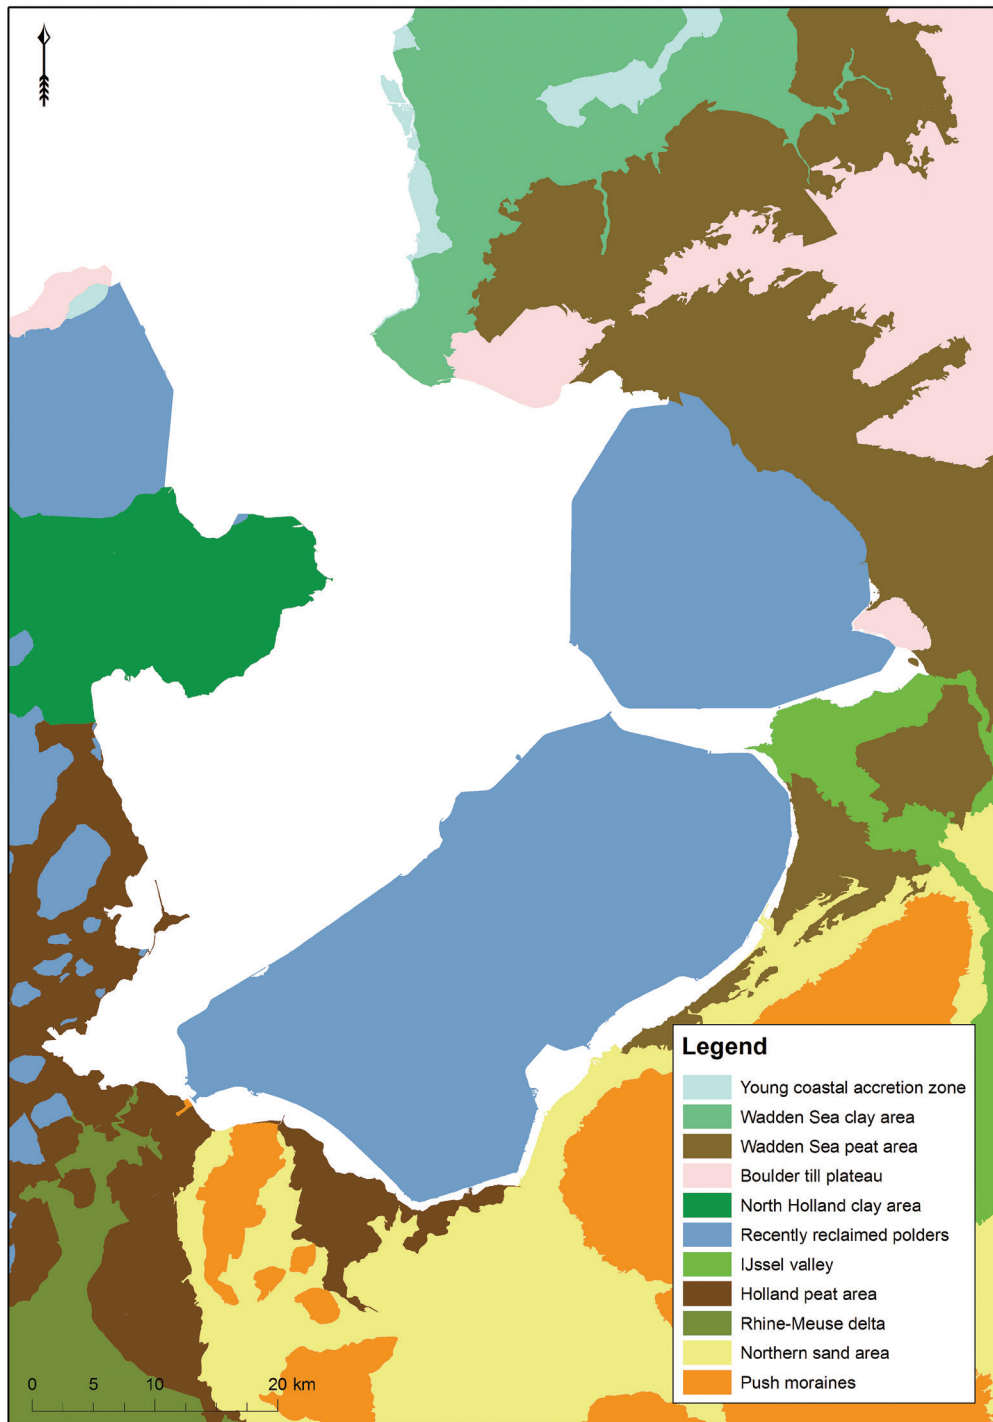 Legend
Young coastal accretion zone
Wadden Sea clay area
Wadden Sea peat area
Boulder till plateau
North Holland clay area
Recently reclaimed polders
IJssel valley
Holland peat area
Rhine-Meuse delta
Northern sand area
Push moraines
0 5 10 20 km